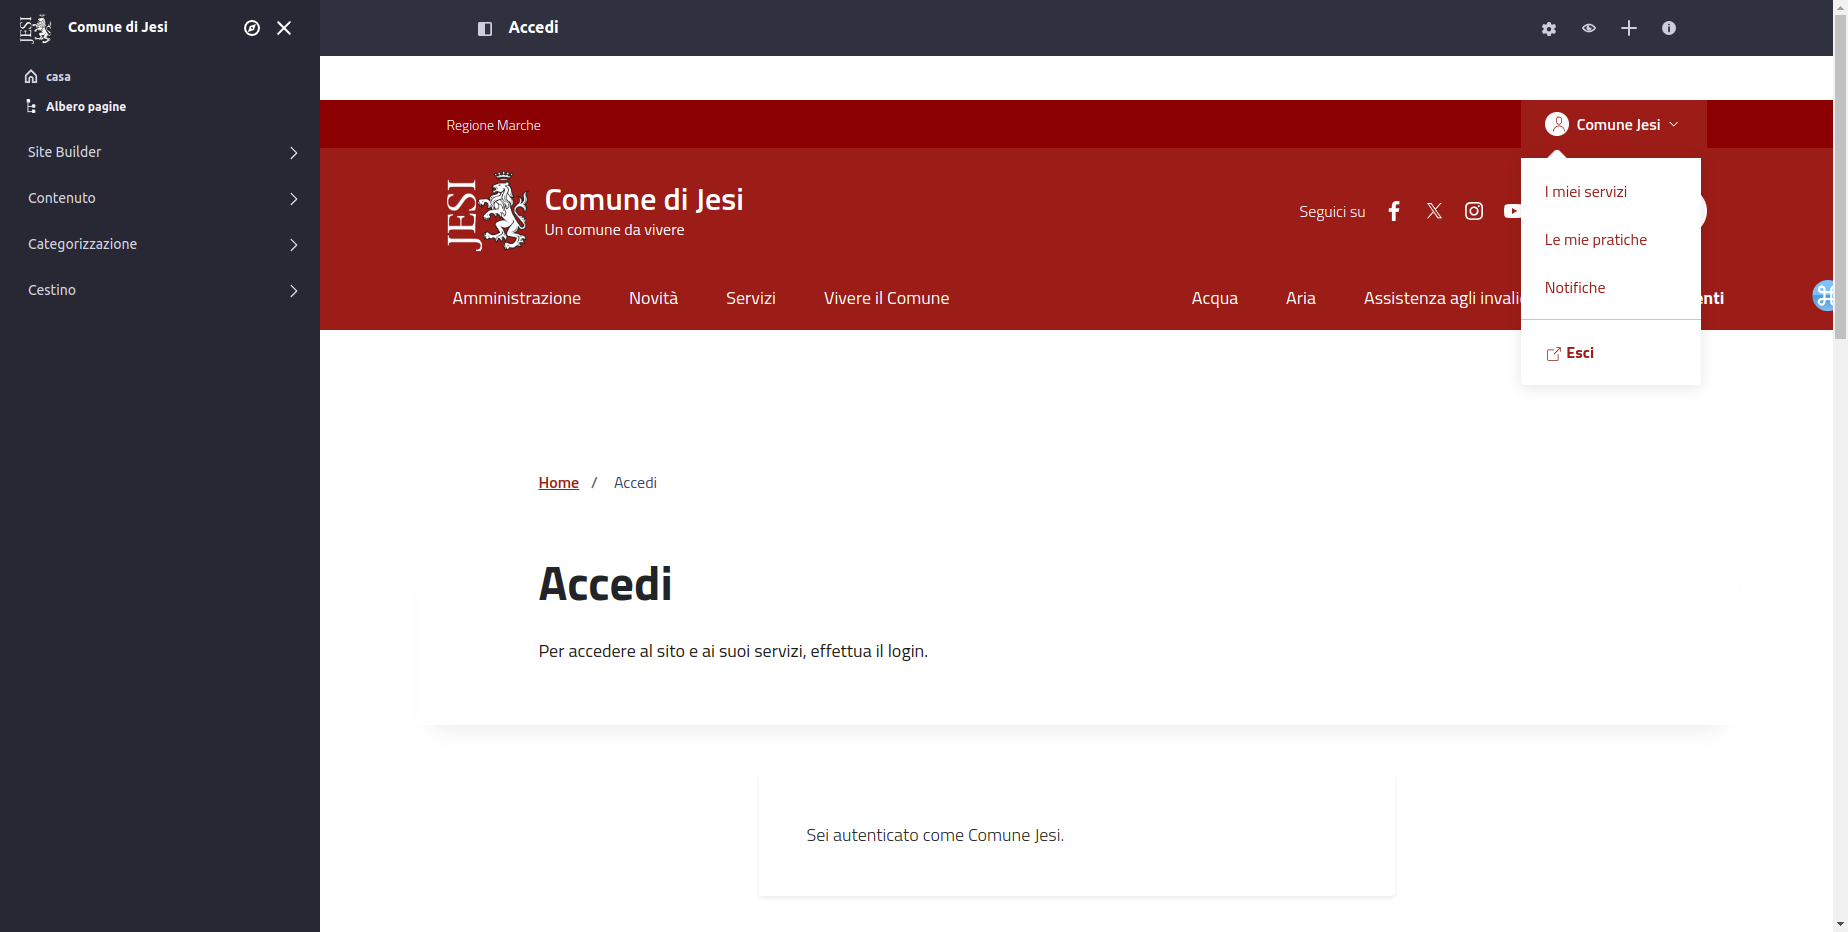 JESI
Comune di Jesi
casa
Albero pagine
Site Builder
Contenuto
Categorizzazione
Cestino
Accedi
Regione Marche
Comune Jesi
JESI
Comune di Jesi
Un comune da vivere
Seguici su
I miei servizi
Le mie pratiche
Notifiche
Esci
Amministrazione
Novità
Servizi
Vivere il Comune
Acqua
Aria
Assistenza agli invali
enti
Home / Accedi
Accedi
Per accedere al sito e ai suoi servizi, effettua il login.
Sei autenticato come Comune Jesi.